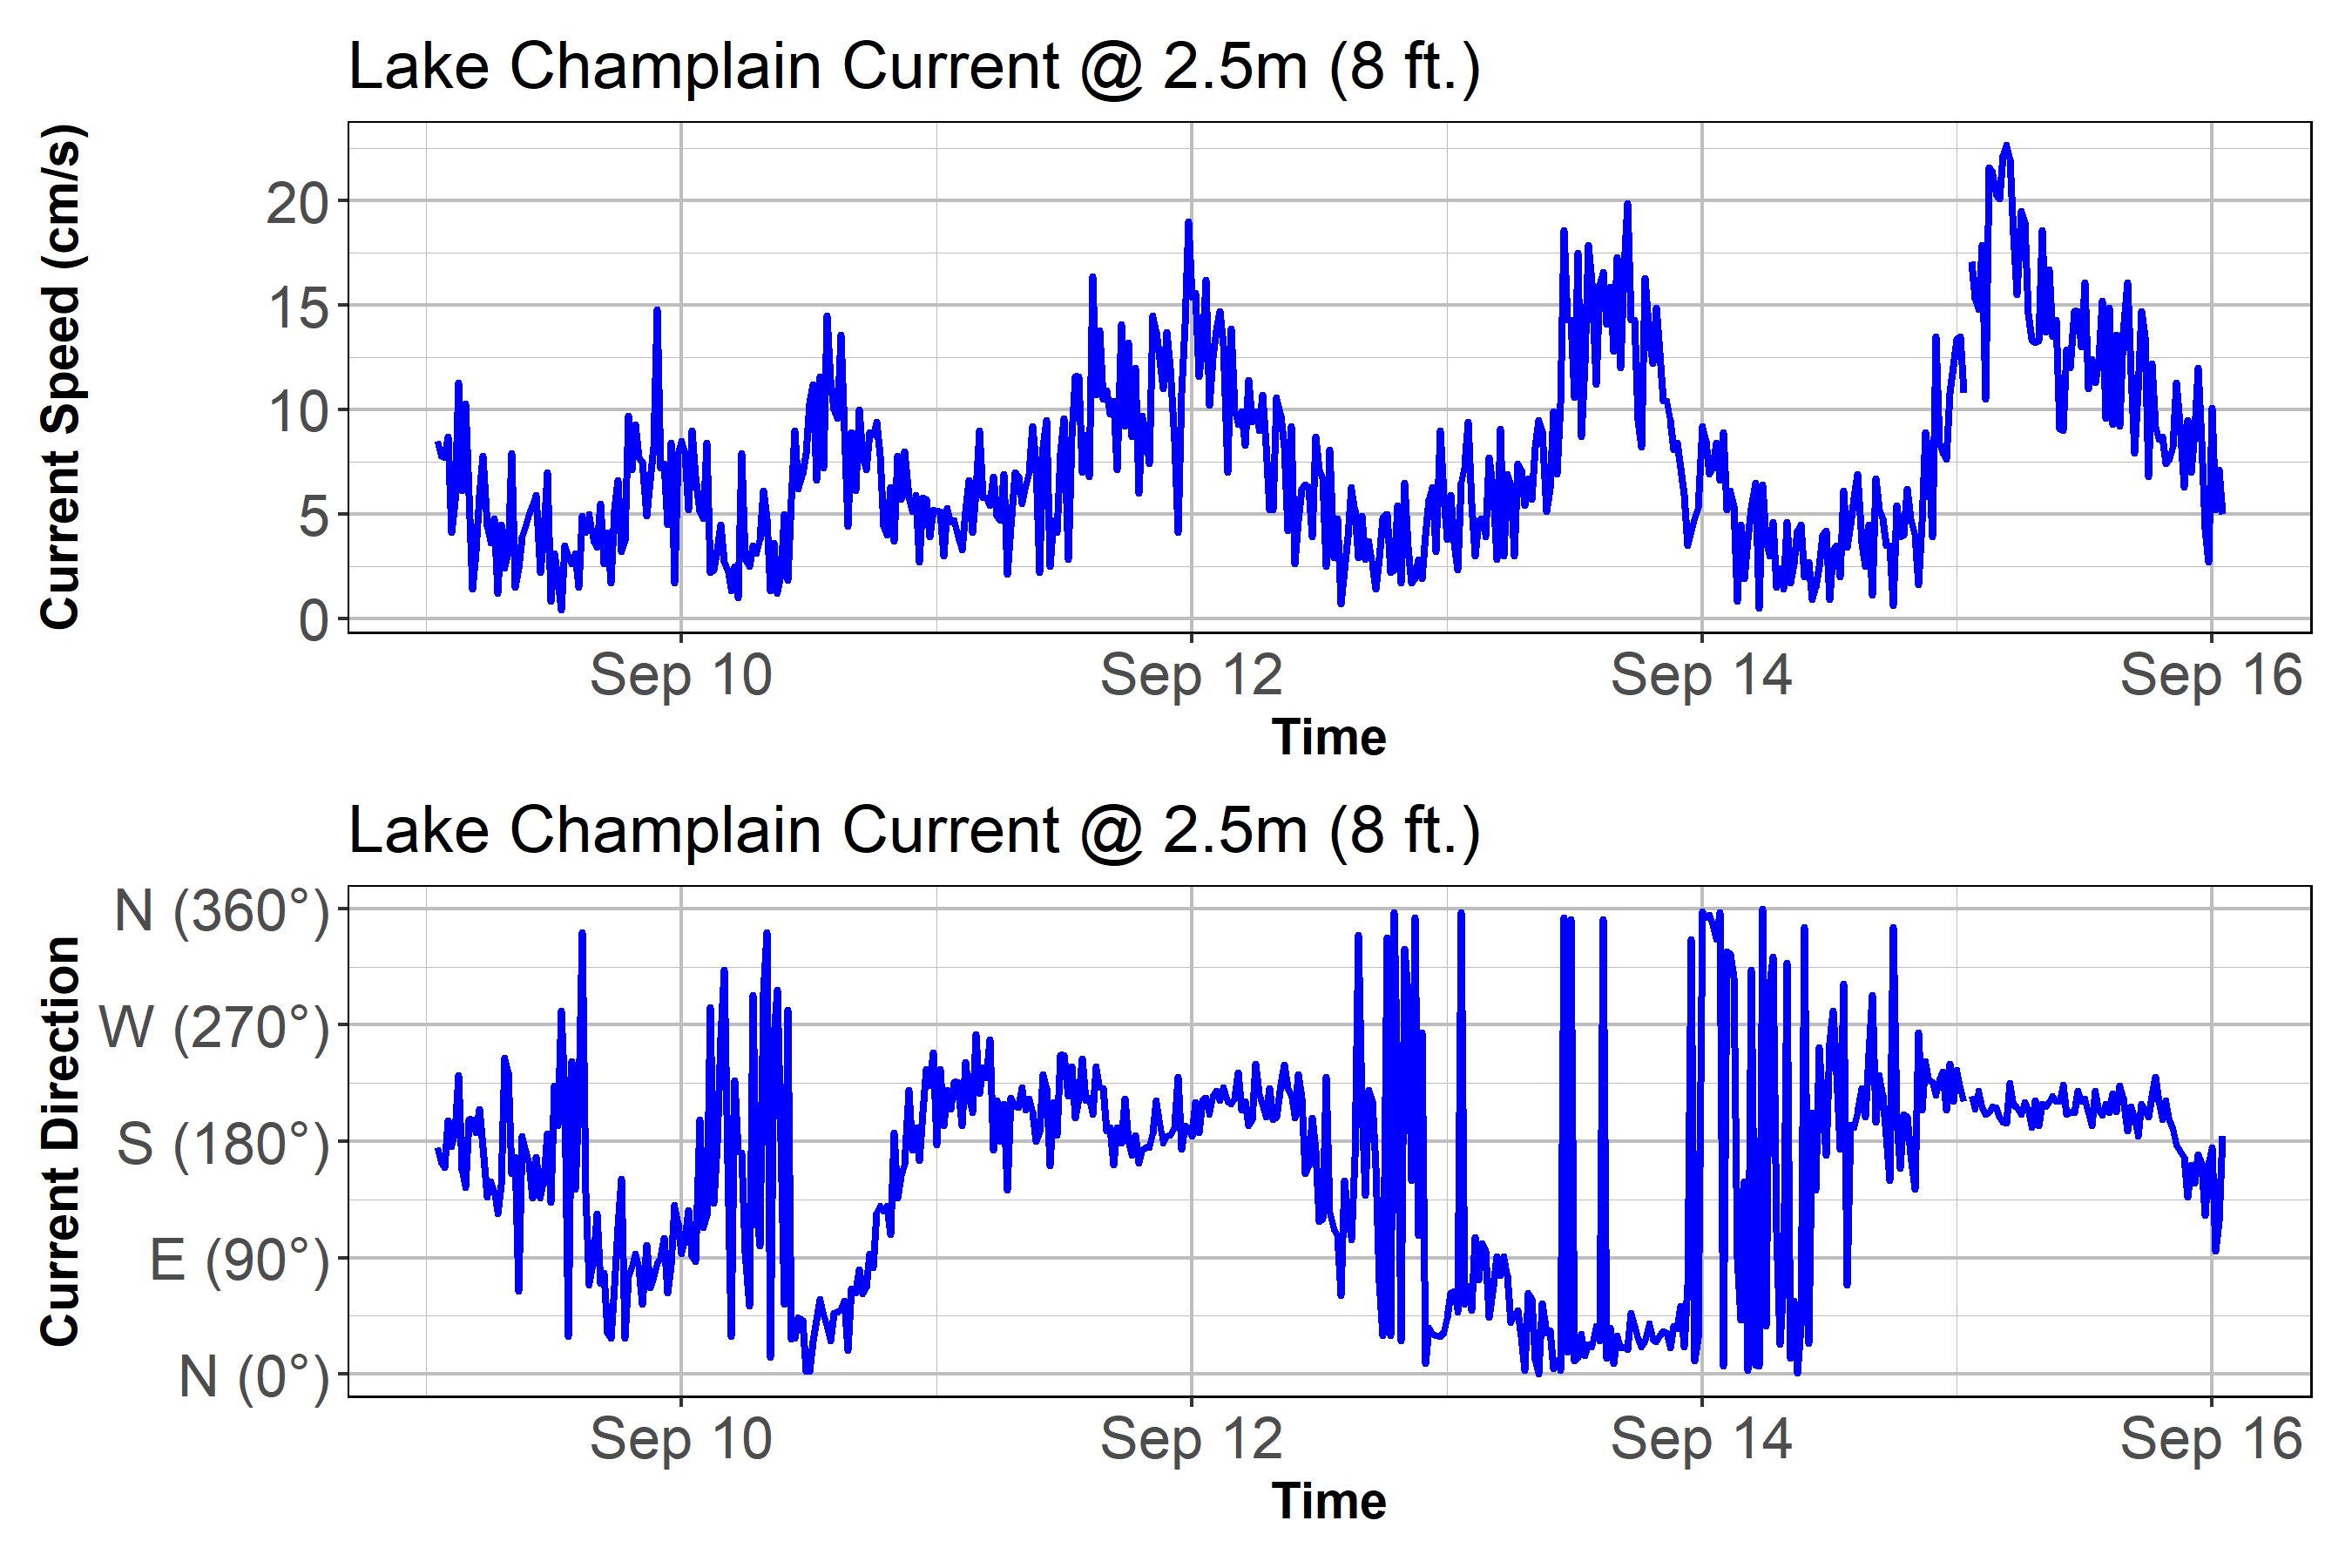 Lake Champlain Current @ 2.5m (8 ft.)
Current Speed (cm/s)
20
15
10
5
0
Sep 10 Sep 12 Sep 14 Sep 16
Time
Lake Champlain Current @ 2.5m (8 ft.)
Current Direction
N (360°)
W (270°)
S (180°)
E (90°)
N (0°)
Sep 10 Sep 12 Sep 14 Sep 16
Time